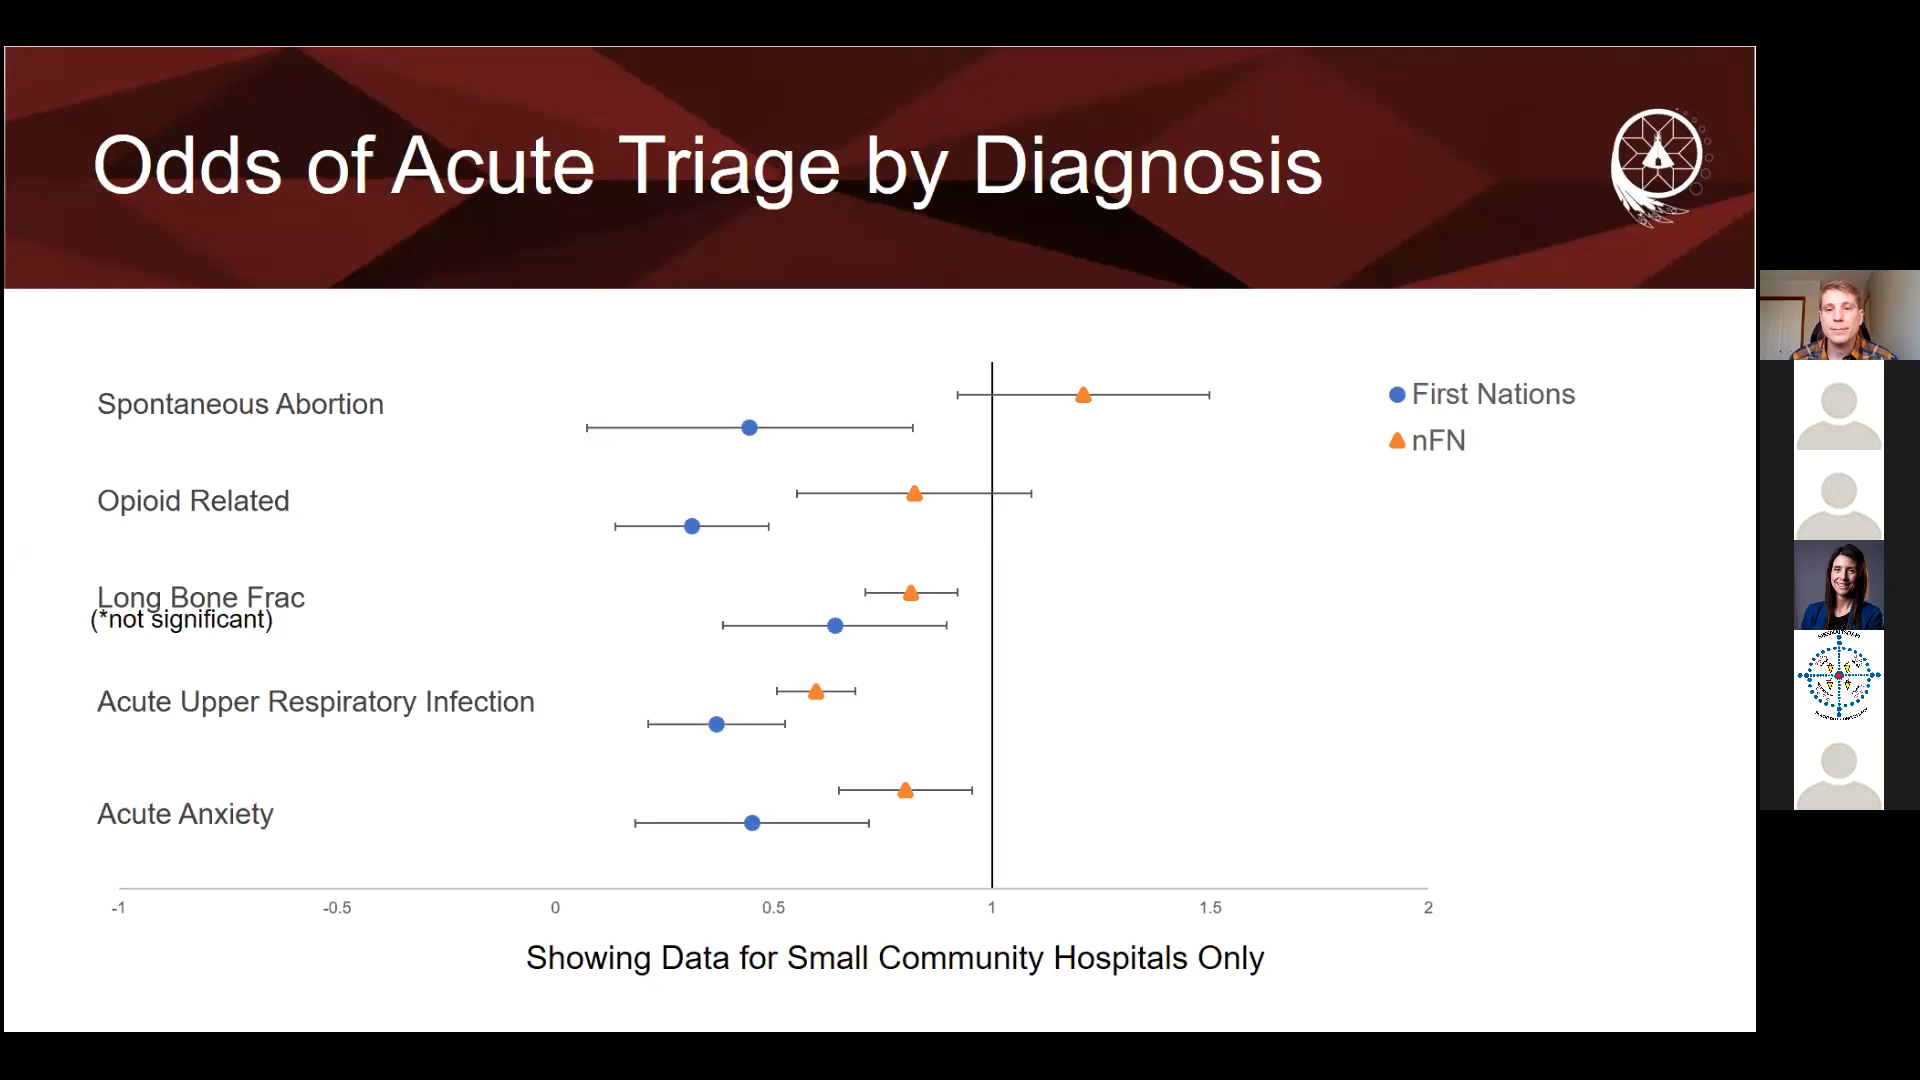 Odds of Acute Triage by Diagnosis
Spontaneous Abortion
Opioid Related
Long Bone Frac
(*not significant)
Acute Upper Respiratory Infection
Acute Anxiety
First Nations
nFN
-1 -0.5 0 0.5 1 1.5 2
Showing Data for Small Community Hospitals Only